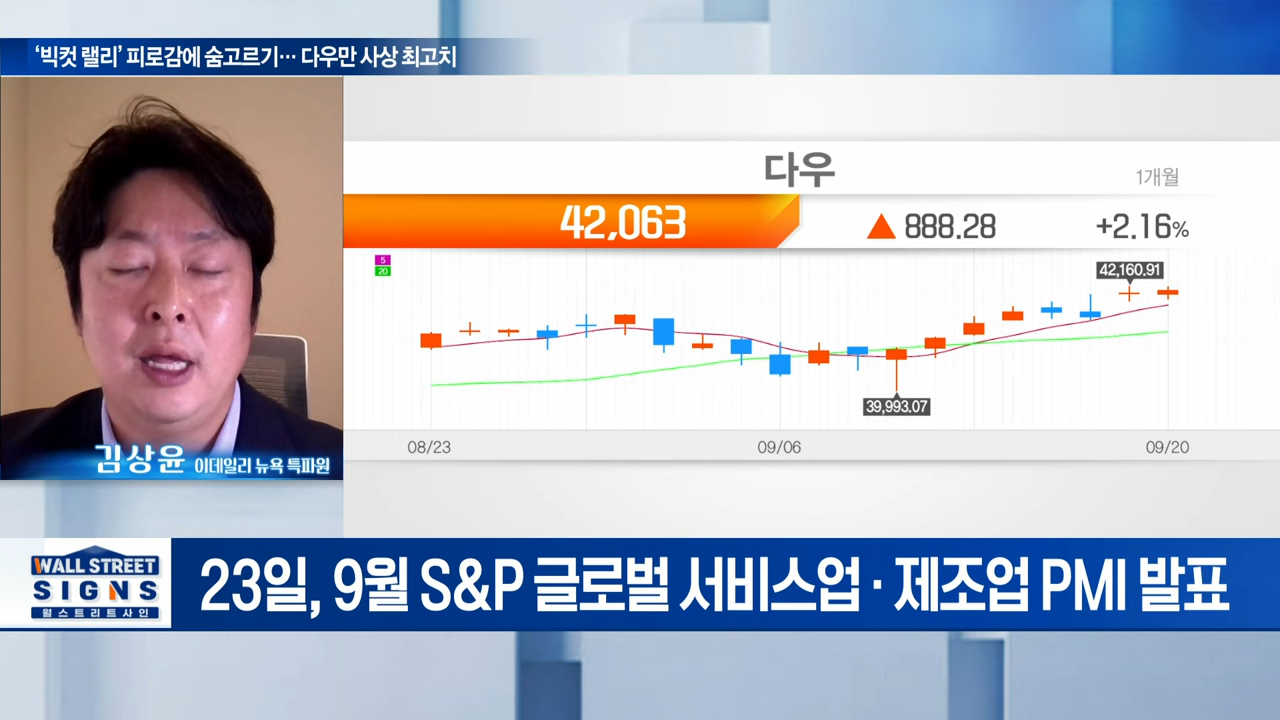 ‘빅컷 랠리’ 피로감에 숨고르기… 다우만 사상 최고치
다우
1개월
42,063
▲ 888.28
+2.16%
5
20
42,160.91
39,993.07
08/23
09/06
09/20
김상윤 이데일리 뉴욕 특파원
WALL STREET
SIGNS
월스트리트사인
23일, 9월 S&P 글로벌 서비스업·제조업 PMI 발표